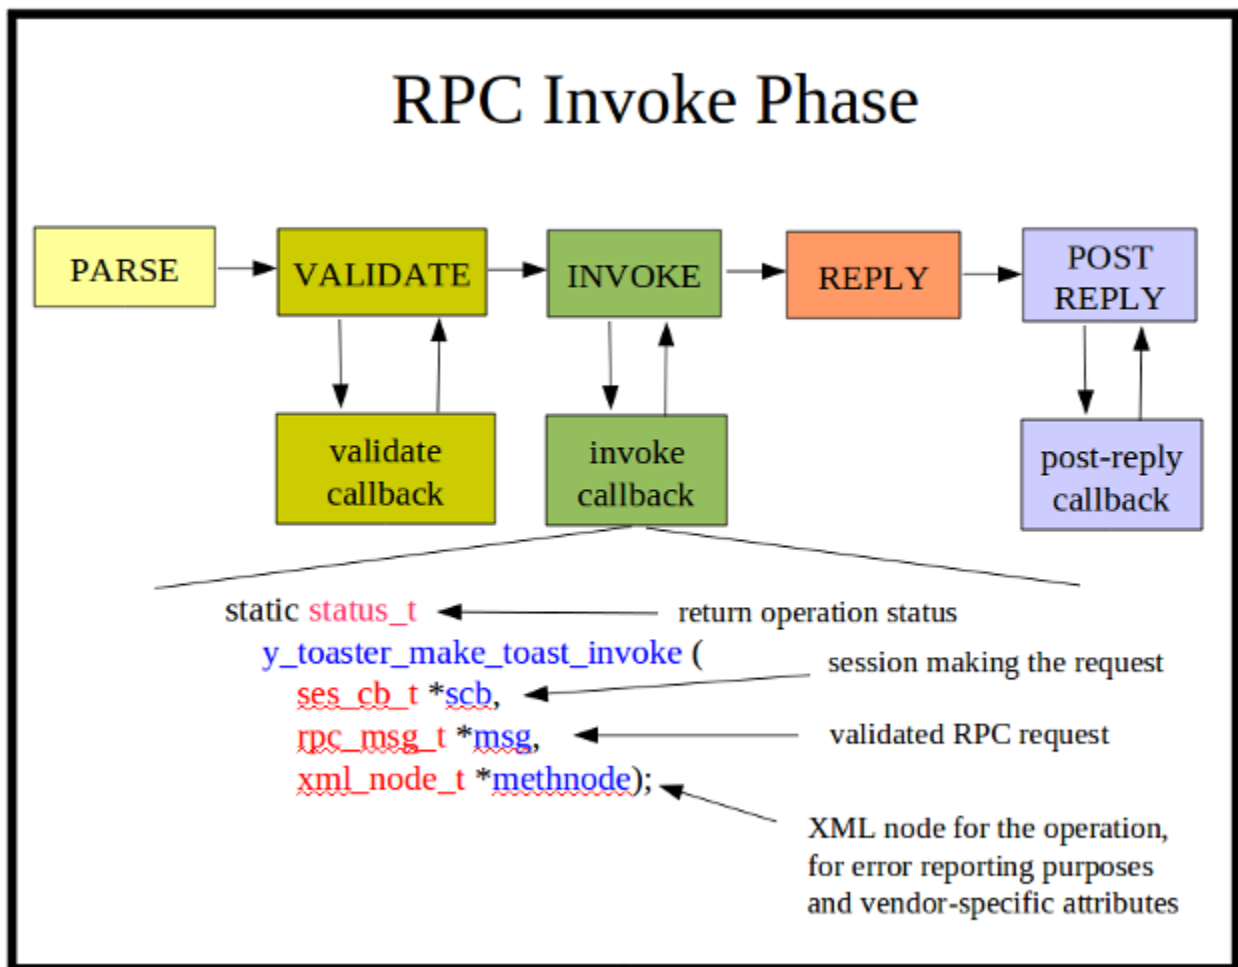 RPC Invoke Phase
PARSE
VALIDATE
INVOKE
REPLY
POST
REPLY
validate
callback
invoke
callback
post-reply
callback
static status_t
return operation status
y_toaster_make_toast_invoke (
session making the request
ses_cb_t *scb,
rpc_msg_t *msg,
validated RPC request
xml_node_t *methnode);
XML node for the operation,
for error reporting purposes
and vendor-specific attributes